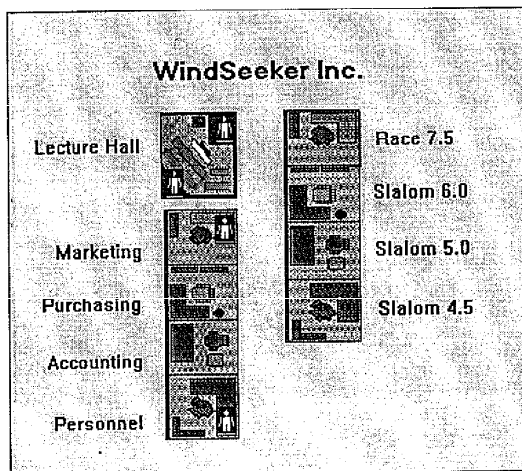 WindSeeker Inc.
Lecture Hall
Marketing
Purchasing
Accounting
Personnel
Race 7.5
Slalom 6.0
Slalom 5.0
Slalom 4.5